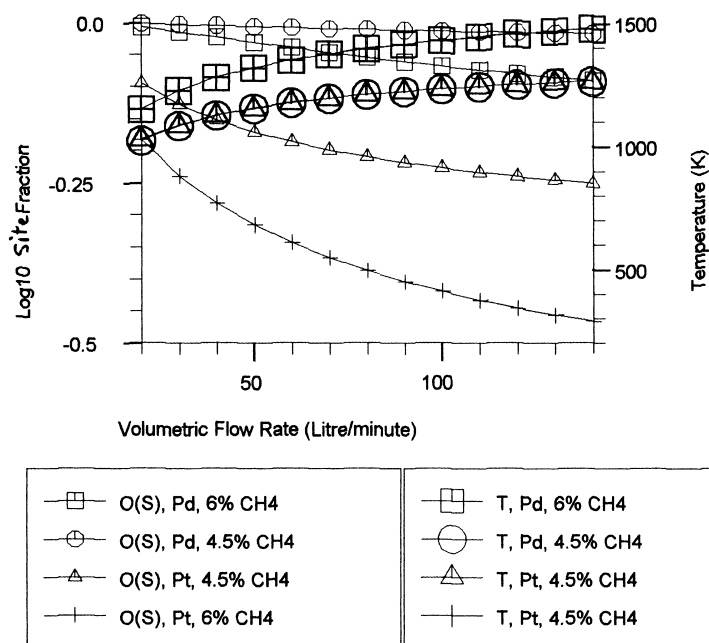 0.0
-0.25
-0.5
Log10 Site Fraction
1500
1000
500
Temperature (K)
50
100
Volumetric Flow Rate (Litre/minute)
O(S), Pd, 6% CH4
O(S), Pd, 4.5% CH4
O(S), Pt, 4.5% CH4
O(S), Pt, 6% CH4
T, Pd, 6% CH4
T, Pd, 4.5% CH4
T, Pt, 4.5% CH4
T, Pt, 4.5% CH4